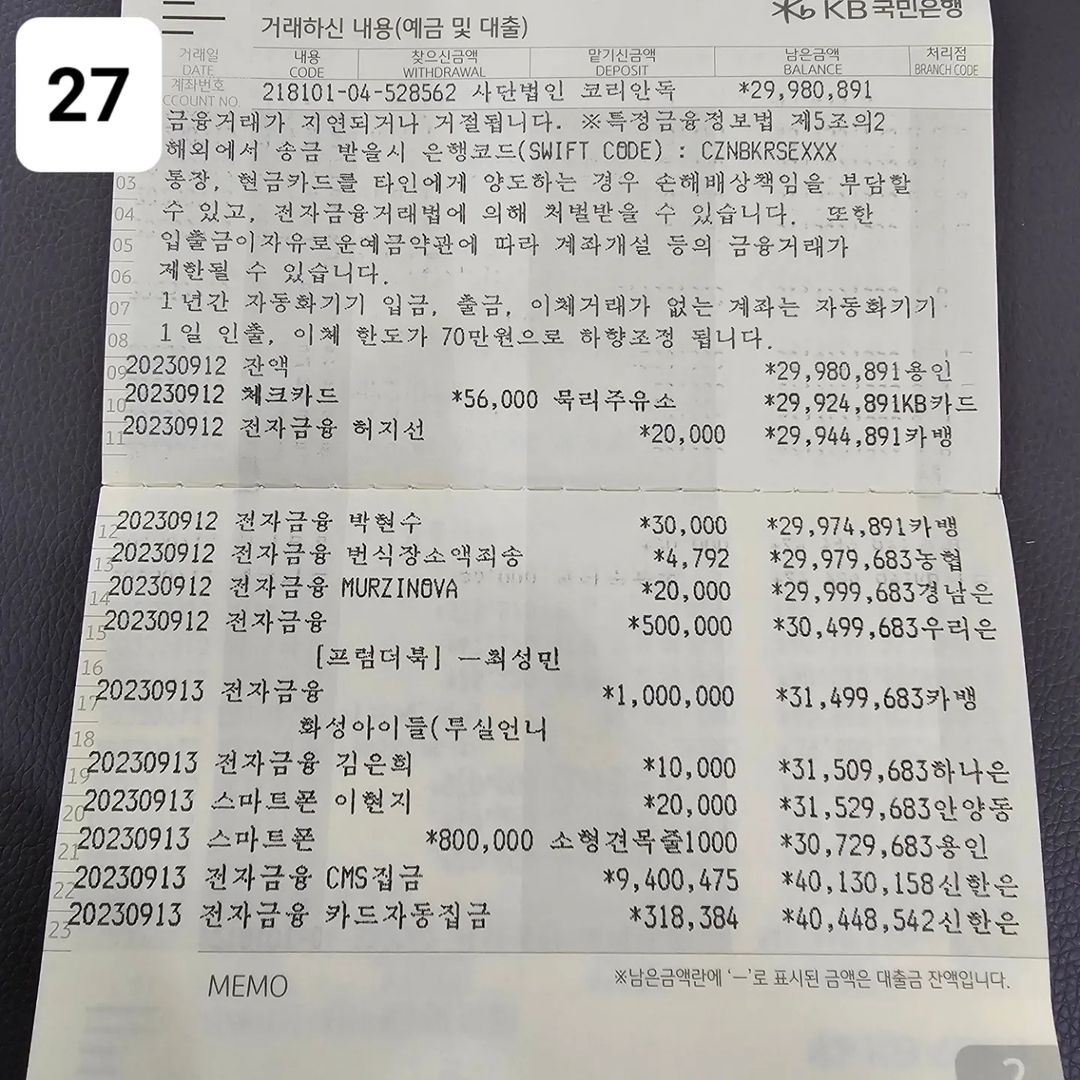 27
KB국민은행
거래하신 내용(예금 및 대출)
거래일 DATE 내용 CODE 찾으신금액 WITHDRAWAL 맡기신금액 DEPOSIT 남은금액 BALANCE 처리점 BRANCH CODE
계좌번호 CCOUNT NO. 218101-04-528562 사단법인 코리안독 *29,980,891
금융거래가 지연되거나 거절됩니다. ※특정금융정보법 제5조의2
해외에서 송금 받을시 은행코드(SWIFT CODE) : CZNBKRSEXXX
03 통장, 현금카드를 타인에게 양도하는 경우 손해배상책임을 부담할
04 수 있고, 전자금융거래법에 의해 처벌받을 수 있습니다. 또한
05 입출금이자유로운예금약관에 따라 계좌개설 등의 금융거래가
06 제한될 수 있습니다.
07 1년간 자동화기기 입금, 출금, 이체거래가 없는 계좌는 자동화기기
08 1일 인출, 이체 한도가 70만원으로 하향조정 됩니다.
09 20230912 잔액 *29,980,891용인
10 20230912 체크카드 *56,000 묵리주유소 *29,924,891KB카드
11 20230912 전자금융 허지선 *20,000 *29,944,891카뱅
12 20230912 전자금융 박현수 *30,000 *29,974,891카뱅
13 20230912 전자금융 번식장소액죄송 *4,792 *29,979,683농협
14 20230912 전자금융 MURZINOVA *20,000 *29,999,683경남은
15 20230912 전자금융 *500,000 *30,499,683우리은
16 [프럼더북] -최성민
17 20230913 전자금융 *1,000,000 *31,499,683카뱅
18 화성아이들(투실언니
19 20230913 전자금융 김은희 *10,000 *31,509,683하나은
20 20230913 스마트폰 이현지 *20,000 *31,529,683안양동
21 20230913 스마트폰 *800,000 소형견목줄1000 *30,729,683용인
22 20230913 전자금융 CMS집금 *9,400,475 *40,130,158신한은
23 20230913 전자금융 카드자동집금 *318,384 *40,448,542신한은
MEMO ※남은금액란에 '-'로 표시된 금액은 대출금 잔액입니다.
2